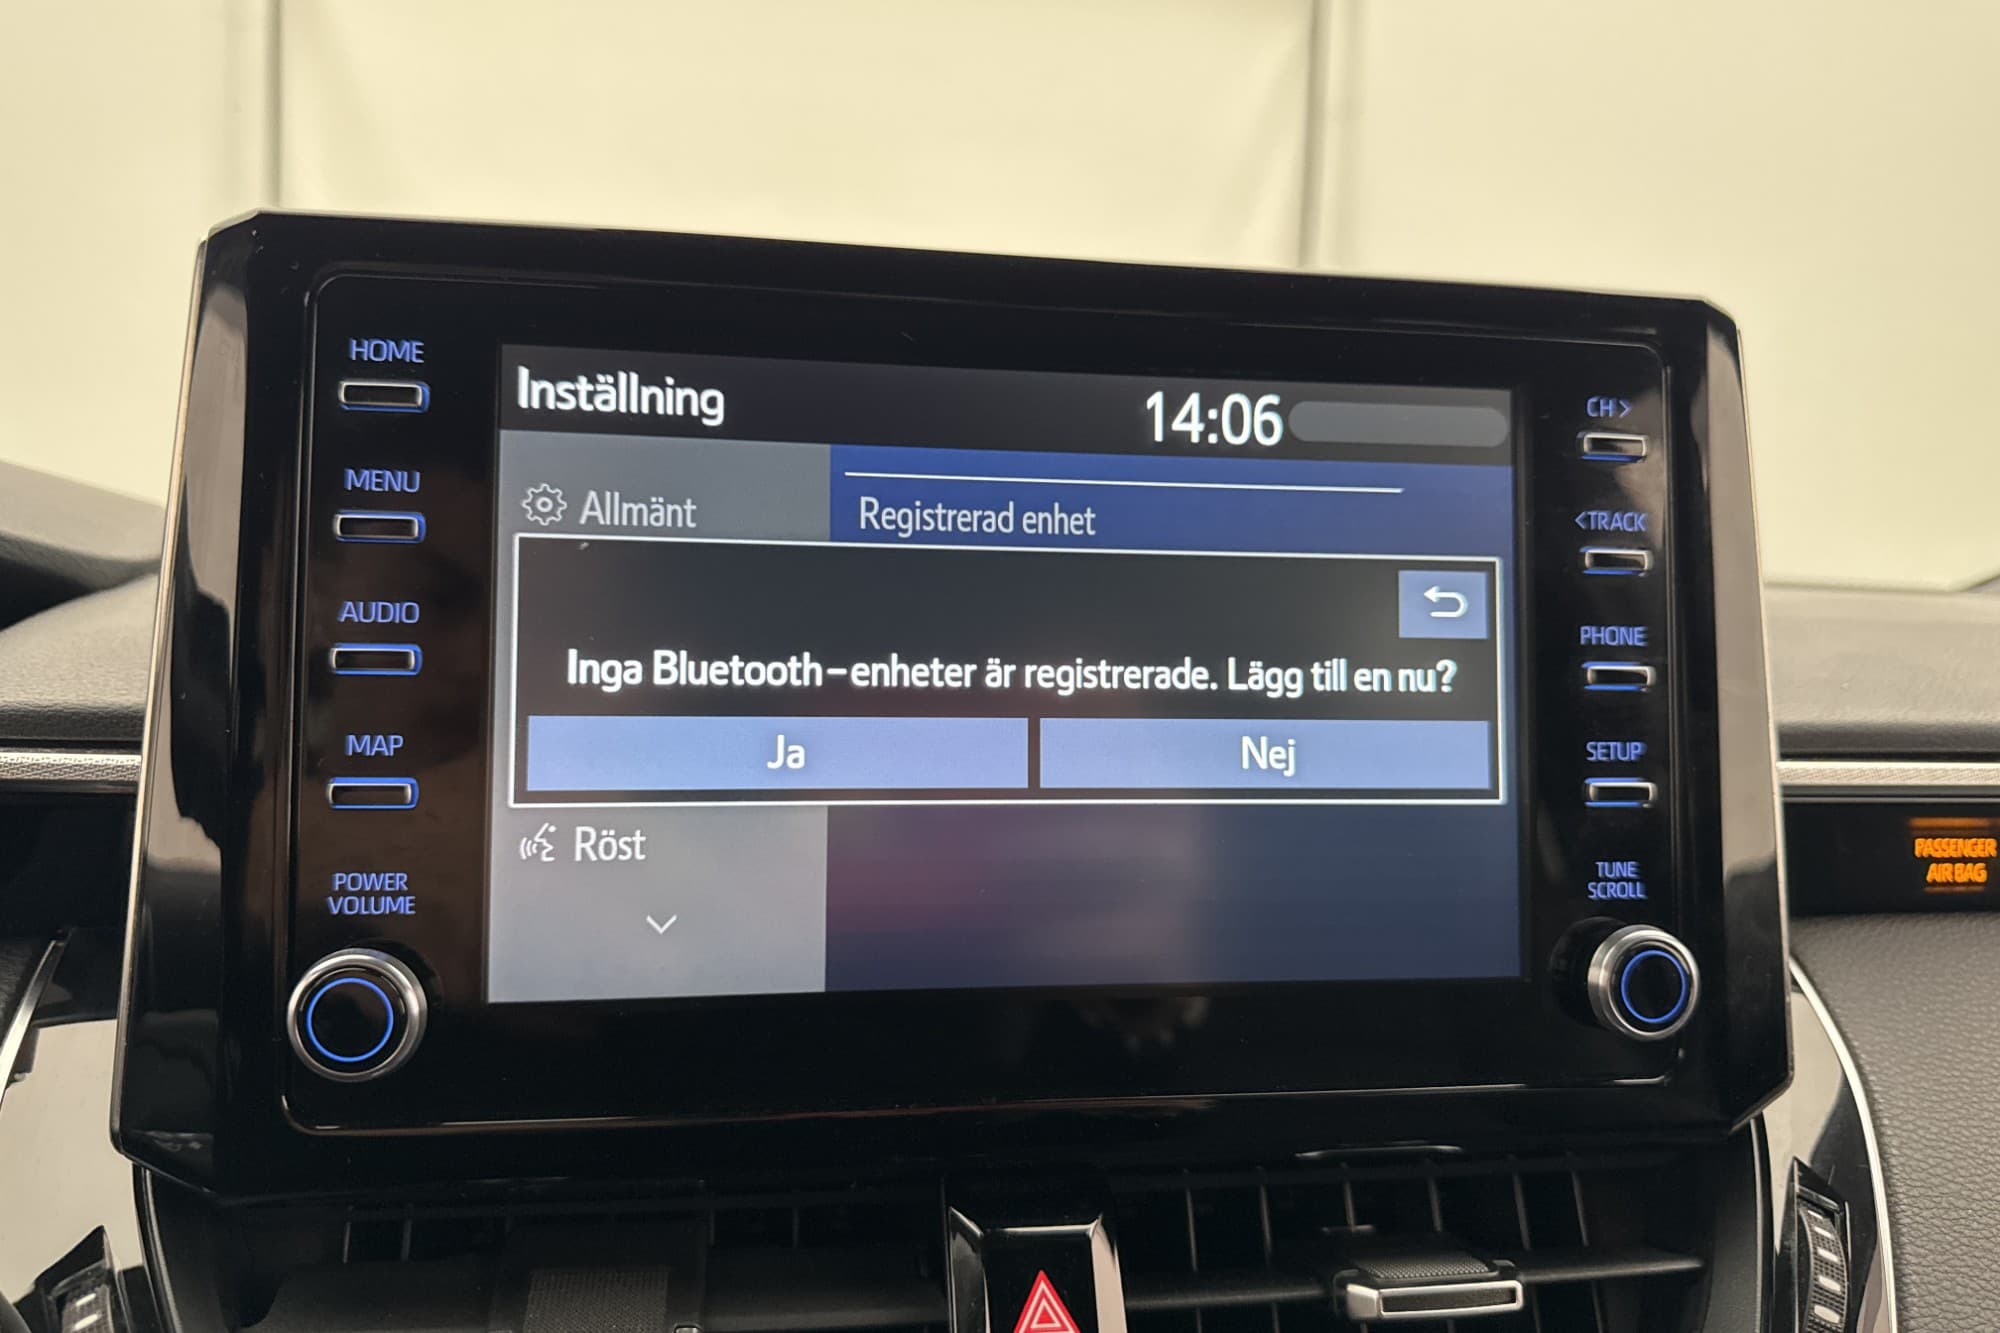 HOME
MENU
AUDIO
MAP
POWER
VOLUME
Inställning
14:06
Allmänt
Registrerad enhet
Inga Bluetooth-enheter är registrerade. Lägg till en nu?
Ja
Nej
Röst
CH>
<TRACK
PHONE
SETUP
TUNE
SCROLL
PASSENGER
AIR BAG